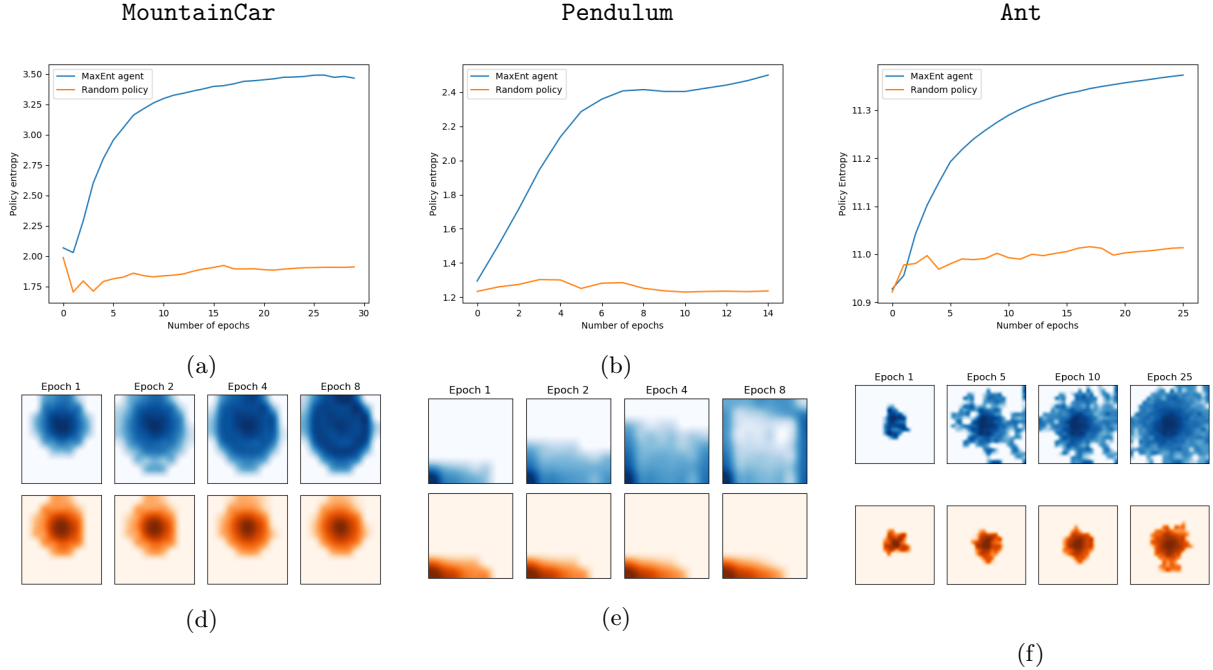 MountainCar
Pendulum
Ant
3.50
3.25
3.00
2.75
2.50
2.25
2.00
1.75
Policy entropy
MaxEnt agent
Random policy
0 5 10 15 20 25 30
Number of epochs
(a)
2.4
2.2
2.0
1.8
1.6
1.4
1.2
Policy entropy
MaxEnt agent
Random policy
0 2 4 6 8 10 12 14
Number of epochs
(b)
11.3
11.2
11.1
11.0
10.9
Policy Entropy
MaxEnt agent
Random policy
0 5 10 15 20 25
Number of epochs
Epoch 1 Epoch 2 Epoch 4 Epoch 8
(d)
Epoch 1 Epoch 2 Epoch 4 Epoch 8
(e)
Epoch 1 Epoch 5 Epoch 10 Epoch 25
(f)